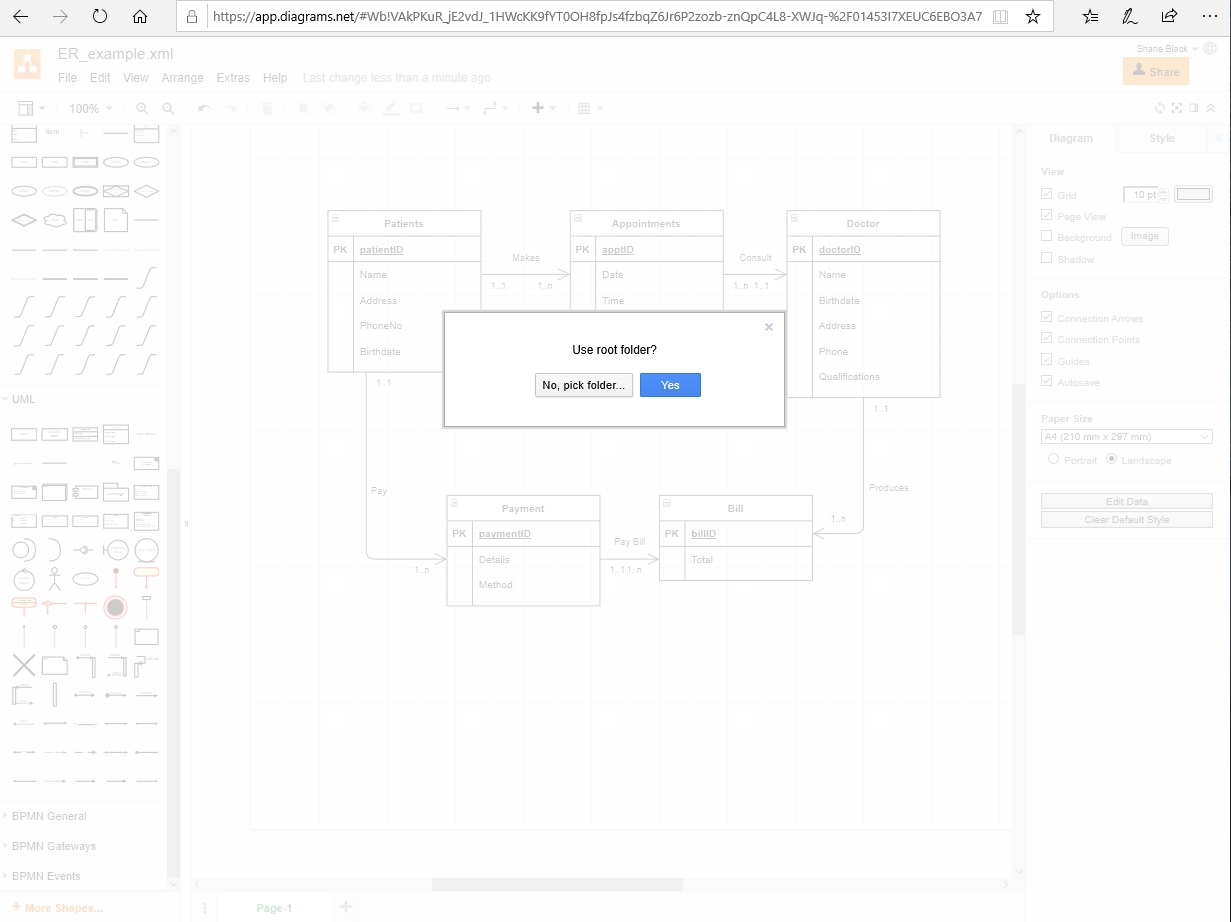 https://app.diagrams.net/#Wb!VAkPKuR_jE2vdJ_1HWcKK9fYT0OH8fpJs4fzbqZ6Jr6P2zozb-znQpC4L8-XWJq-%2F01453I7XEUC6EBO3A7
ER_example.xml
Shane Black
File Edit View Arrange Extras Help Last change less than a minute ago
Share
100%
Diagram Style
View
Grid 10 pt
Page View
Background Image
Shadow
Options
Connection Arrows
Connection Points
Guides
Autosave
Paper Size
A4 (210 mm x 297 mm)
Portrait Landscape
Edit Data
Clear Default Style
Patients
PK patientID
Name
Address
PhoneNo
Birthdate
Makes
1..1 1..n
Appointments
PK apptID
Date
Time
Consult
1..n 1..1
Doctor
PK doctorID
Name
Birthdate
Address
Phone
Qualifications
Use root folder?
No, pick folder...
Yes
1..1
1..1
Pay
Produces
1..n
1..n
Payment
PK paymentID
Details
Method
Pay Bill
1..1 1..n
Bill
PK billID
Total
Item
UML
BPMN General
BPMN Gateways
BPMN Events
More Shapes...
Page-1